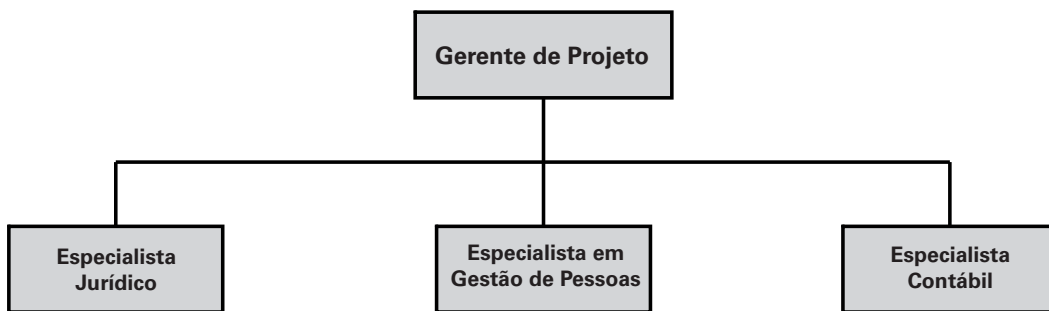 Gerente de Projeto
Especialista
Jurídico
Especialista em
Gestão de Pessoas
Especialista
Contábil